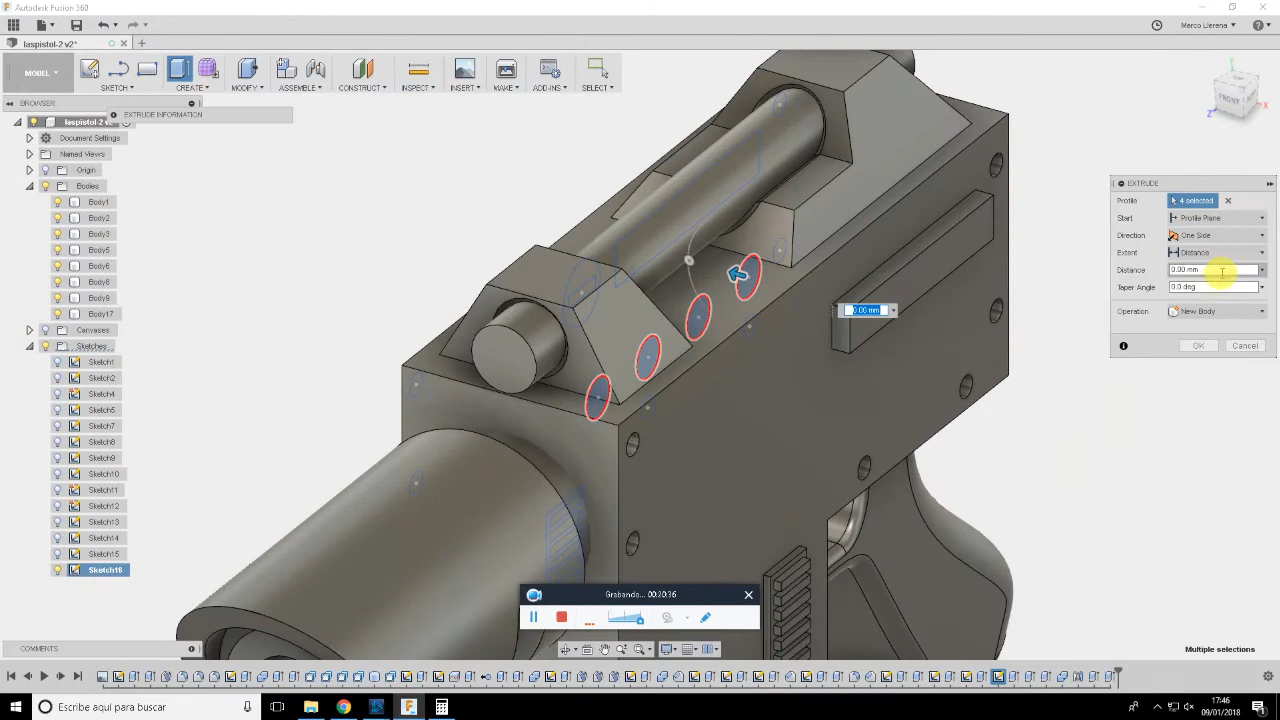 Autodesk Fusion 360
Marco Llerena
laspistol-2 v2*
MODEL
SKETCH
CREATE
MODIFY
ASSEMBLE
CONSTRUCT
INSPECT
INSERT
MAKE
ADD-INS
SELECT
BROWSER
EXTRUDE INFORMATION
laspistol-2 v2
Document Settings
Named Views
Origin
Bodies
Body1
Body2
Body3
Body5
Body6
Body8
Body9
Body17
Canvases
Sketches
Sketch1
Sketch2
Sketch4
Sketch5
Sketch7
Sketch8
Sketch9
Sketch10
Sketch11
Sketch12
Sketch13
Sketch14
Sketch15
Sketch16
FRONT
Z
X
EXTRUDE
Profile 4 selected
Start Profile Plane
Direction One Side
Extent Distance
Distance 0.00 mm
Taper Angle 0.0 deg
Operation New Body
OK Cancel
0.00 mm
Grabando... 00:20:36
COMMENTS
Multiple selections
Escribe aquí para buscar
17:46
09/01/2018